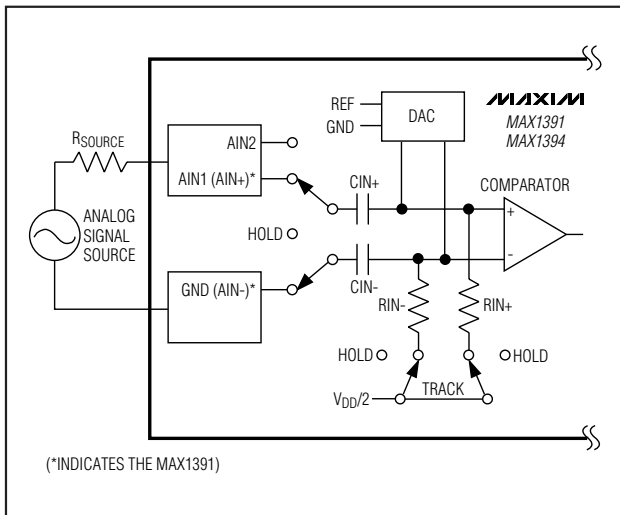 REF
GND
DAC
MAXIM
MAX1391
MAX1394
RSOURCE
AIN2
AIN1 (AIN+)*
CIN+
COMPARATOR
+
-
ANALOG
SIGNAL
SOURCE
HOLD
GND (AIN-)*
CIN-
RIN-
RIN+
HOLD
HOLD
VDD/2
TRACK
(*INDICATES THE MAX1391)